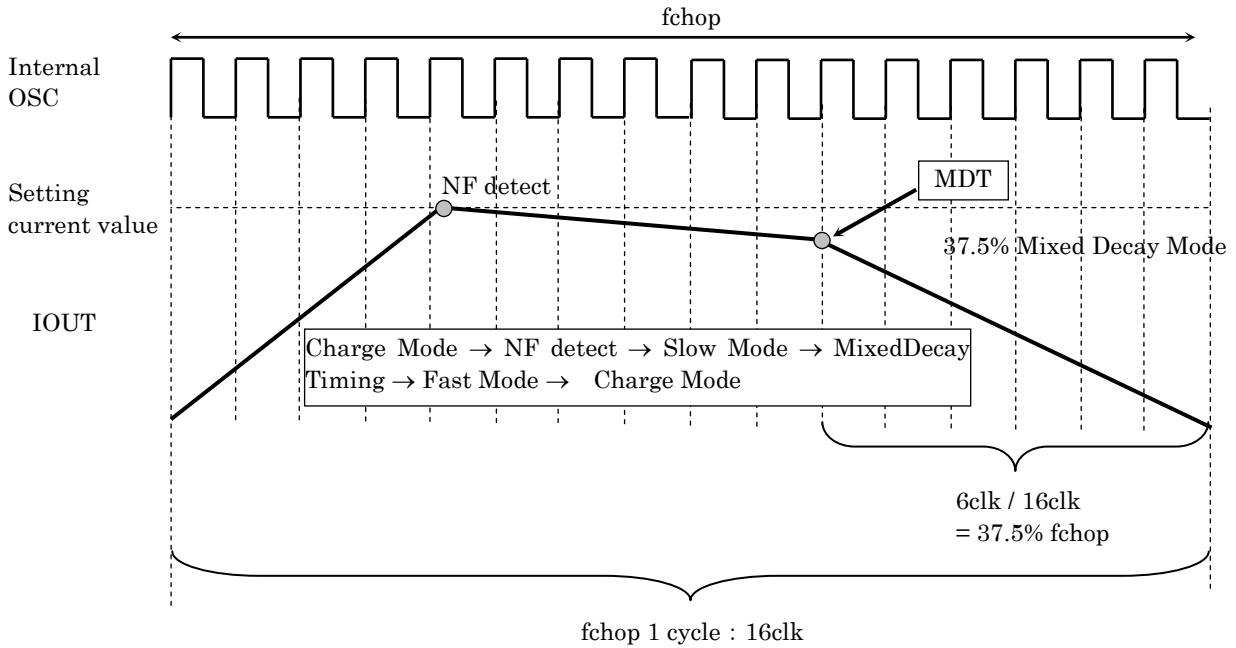 fchop
Internal
OSC
NF detect
MDT
Setting
current value
37.5% Mixed Decay Mode
IOUT
Charge Mode → NF detect → Slow Mode → MixedDecay
Timing → Fast Mode → Charge Mode
6clk / 16clk
= 37.5% fchop
fchop 1 cycle : 16clk